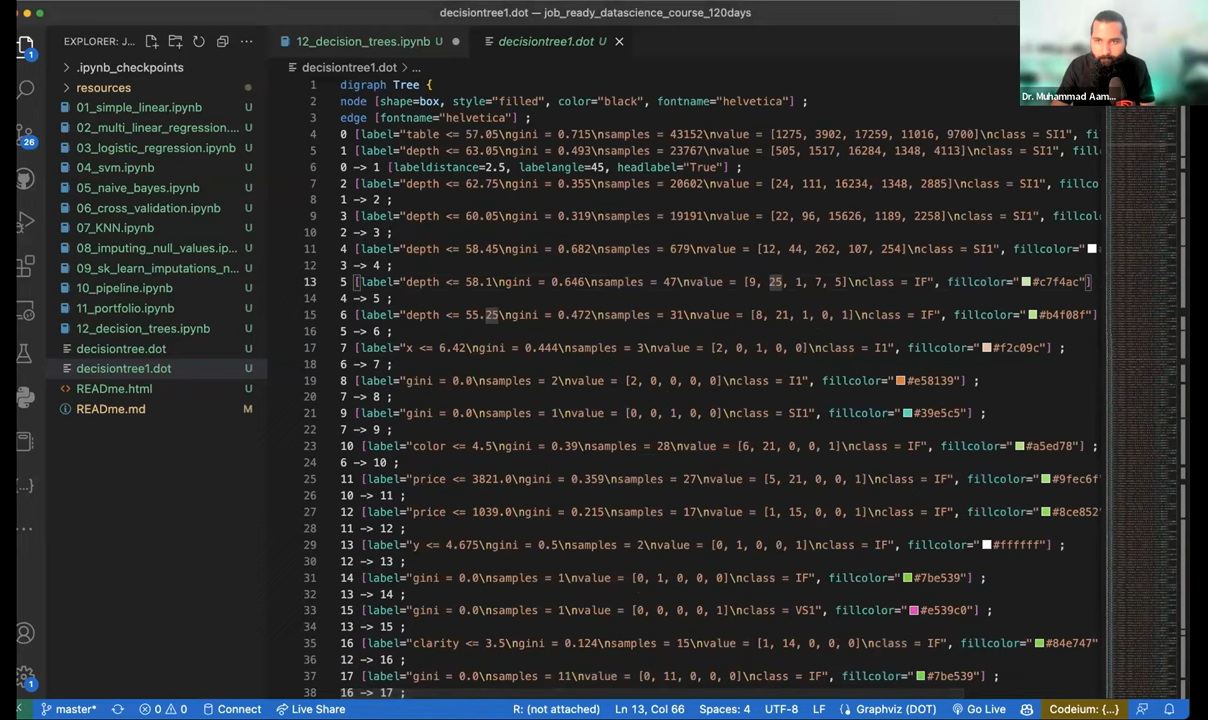 decisiontree1.dot • job_ready_datascience_course_120days
EXPLORER: J...
12_decision_trees.ipynb U
decisiontree1.dot U
decisiontree1.dot > ...
Dr. Muhammad Aam...
.ipynb_checkpoints
resources
01_simple_linear.ipynb U
02_multi_linear_regression.... U
03_logistic_regression.ipynb U
04_svm.ipynb U
05_naive_bayes.ipynb U
06_cross_validation.ipynb U
07_KNN.ipynb U
08_imputing_null_values.ip... U
09_sk_learn_imputations_n... U
10_pipeline.ipynb U
11_portfolio.ipynb U
12_decision_trees.ipynb U
decisiontree.dot U
decisiontree1.dot U
READme.html U
READme.md M
1
26
{...}
1
1 digraph Tree {
2 node [shape=box, style="filled", color="black", fontname="helvetica"] ;
3 edge [fontname="helvetica"] ;
4 0 [label="table <= 57.05\ngini = 0.715\nsamples = 43152\nvalue = [1275, 3902, 17259, 11016, 9700]\nclass = SI1", fi
5 1 [label="depth <= 63.05\ngini = 0.493\nsamples = 23767\nvalue = [505, 1517, 16284, 1348, 4113]\nclass = SI1", fill
6 0 -> 1 [labeldistance=2.5, labelangle=45, headlabel="True"] ;
7 2 [label="depth <= 62.75\ngini = 0.355\nsamples = 20602\nvalue = [24, 111, 16234, 1348, 2885]\nclass = SI1", fillco
8 1 -> 2 ;
9 3 [label="depth <= 60.05\ngini = 0.319\nsamples = 19191\nvalue = [22, 96, 15626, 1189, 2258]\nclass = SI1", fillcol
10 2 -> 3 ;
11 4 [label="depth <= 58.45\ngini = 0.682\nsamples = 679\nvalue = [12, 44, 262, 107, 254]\nclass = SI1", fillcolor="
12 3 -> 4 ;
13 5 [label="depth <= 58.1\ngini = 0.646\nsamples = 47\nvalue = [9, 25, 1, 7, 5]\nclass = IF", fillcolor="#c7f4ac"]
14 4 -> 5 ;
15 6 [label="depth <= 55.25\ngini = 0.472\nsamples = 31\nvalue = [8, 21, 1, 0, 1]\nclass = IF", fillcolor="#b4f08f"]
16 5 -> 6 ;
17 7 [label="x <= 6.42\ngini = 0.444\nsamples = 3\nvalue = [2, 0, 1, 0, 0]\nclass = I1", fillcolor="#f2c09c"] ;
18 6 -> 7 ;
19 8 [label="gini = 0.0\nsamples = 2\nvalue = [2, 0, 0, 0, 0]\nclass = I1", fillcolor="#e58139"] ;
20 7 -> 8 ;
21 9 [label="gini = 0.0\nsamples = 1\nvalue = [0, 0, 1, 0, 0]\nclass = SI1", fillcolor="#39e5c5"] ;
22 7 -> 9 ;
23 10 [label="color <= 4.5\ngini = 0.39\nsamples = 28\nvalue = [6, 21, 0, 0, 1]\nclass = IF", fillcolor="#a5ed78"] ;
24 6 -> 10 ;
25 11 [label="price <= 3821.0\ngini = 0.359\nsamples = 27\nvalue = [5, 21, 0, 0, 1]\nclass = IF", fillcolor="#9fec6f
26 10 -> 11 ;
27 12 [label="price <= 1039.0\ngini = 0.215\nsamples = 17\nvalue = [1, 15, 0, 0, 1]\nclass = IF", fillcolor="#8ce852
28 11 -> 12 ;
29 13 [label="y <= 4.675\ngini = 0.5\nsamples = 2\nvalue = [0, 1, 0, 0, 1]\nclass = IF", fillcolor="#ffffff"] ;
30 12 -> 13 ;
31 14 [label="gini = 0.0\nsamples = 1\nvalue = [0, 1, 0, 0, 0]\nclass = IF", fillcolor="#7be539"] ;
32 13 -> 14 ;
33 15 [label="gini = 0.0\nsamples = 1\nvalue = [0, 0, 0, 0, 1]\nclass = VS1", fillcolor="#e539c0"] ;
34 13 -> 15 ;
35 16 [label="clarity <= 3.5\ngini = 0.124\nsamples = 15\nvalue = [1, 14, 0, 0, 0]\nclass = IF", fillcolor="#84e747"
36 12 -> 16 ;
37 17 [label="gini = 0.0\nsamples = 11\nvalue = [0, 11, 0, 0, 0]\nclass = IF", fillcolor="#7be539"] ;
38 16 -> 17 ;
master* 0 0 Connect Live Share R: (not attached) Ln 13, Col 66 Spaces: 4 UTF-8 LF Graphviz (DOT) Go Live Codeium: {...}